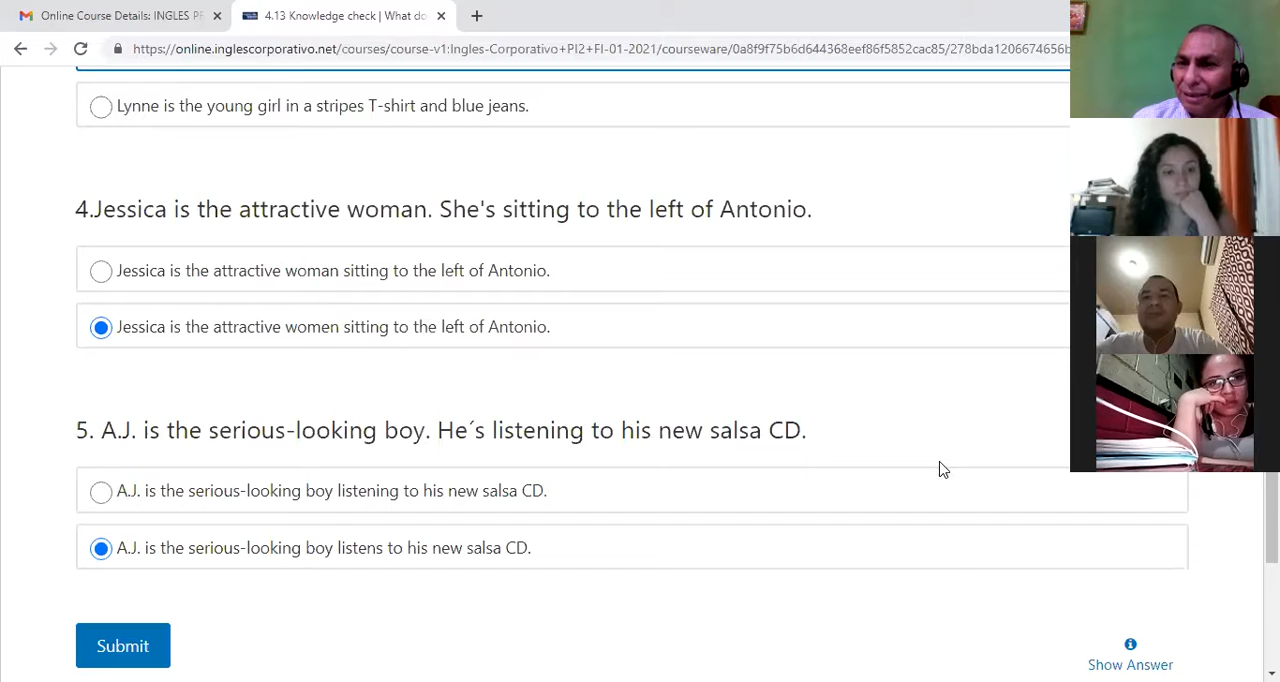 Online Course Details: INGLES PR
4.13 Knowledge check | What do
https://online.inglescorporativo.net/courses/course-v1:Ingles-Corporativo+PI2+FI-01-2021/courseware/0a8f9f75b6d644368eef86f5852cac85/278bda1206674656b
Lynne is the young girl in a stripes T-shirt and blue jeans.
4.Jessica is the attractive woman. She's sitting to the left of Antonio.
Jessica is the attractive woman sitting to the left of Antonio.
Jessica is the attractive women sitting to the left of Antonio.
5. A.J. is the serious-looking boy. He´s listening to his new salsa CD.
A.J. is the serious-looking boy listening to his new salsa CD.
A.J. is the serious-looking boy listens to his new salsa CD.
Submit
Show Answer